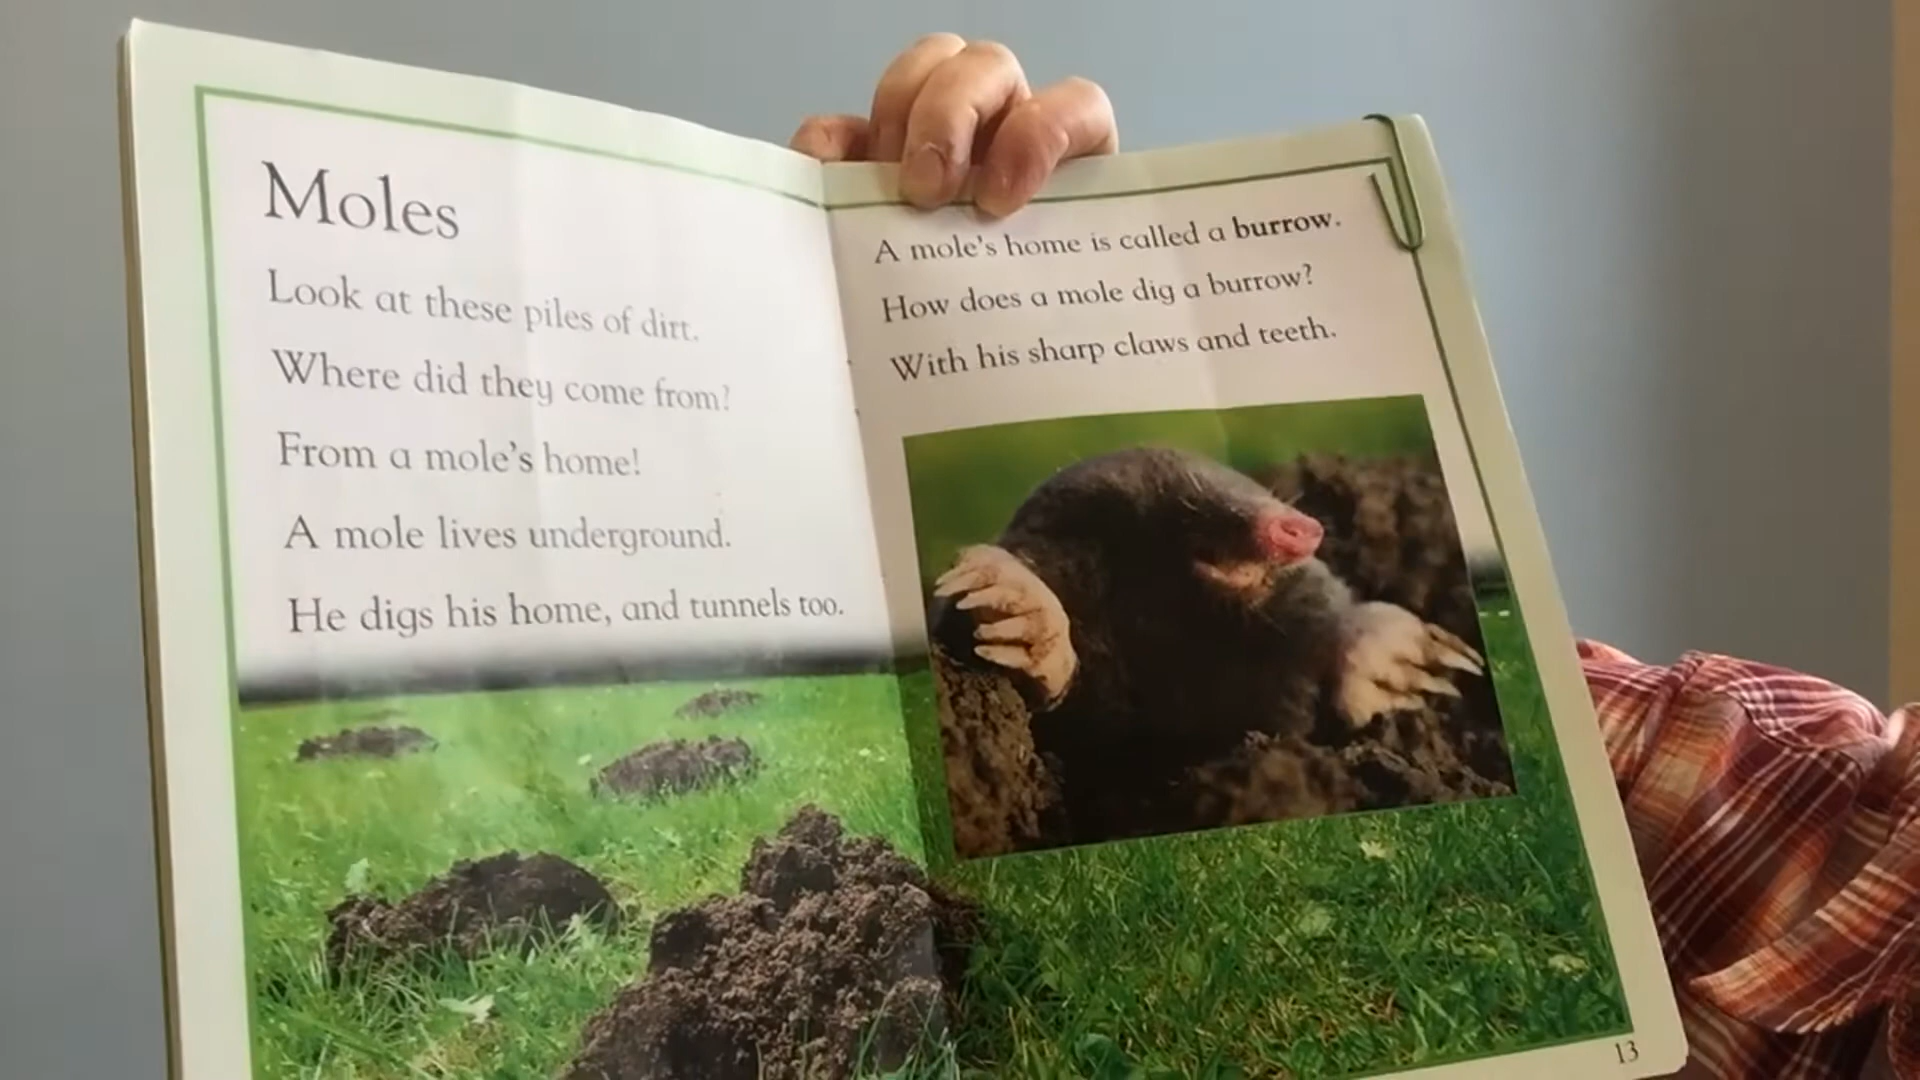 Moles
Look at these piles of dirt.
Where did they come from?
From a mole's home!
A mole lives underground.
He digs his home, and tunnels too.
A mole's home is called a burrow.
How does a mole dig a burrow?
With his sharp claws and teeth.
13